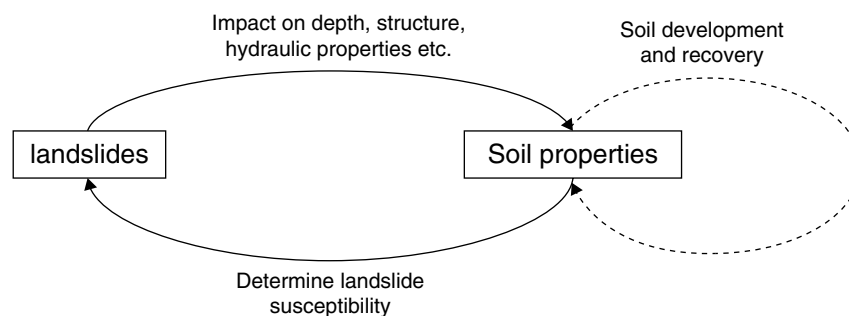 Impact on depth, structure,
hydraulic properties etc.
Soil development
and recovery
landslides
Soil properties
Determine landslide
susceptibility